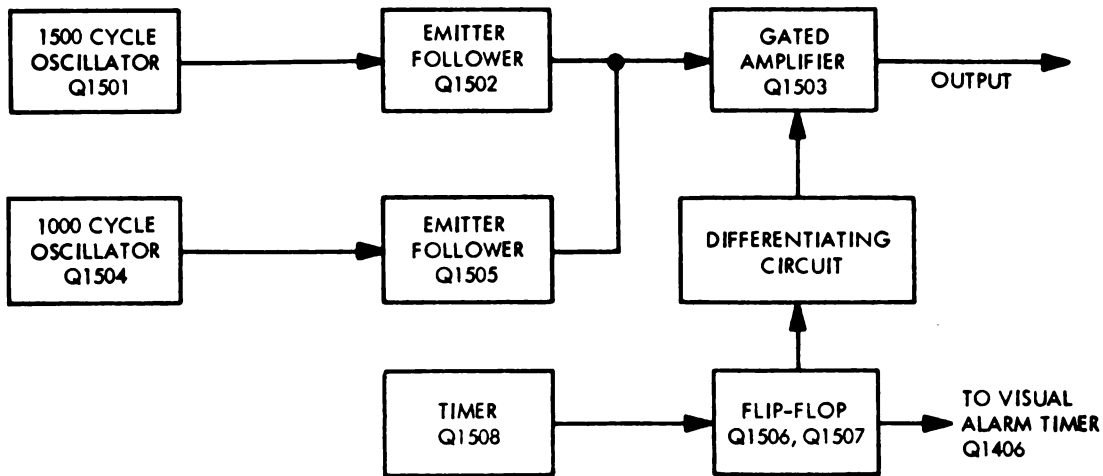 1500 CYCLE
OSCILLATOR
Q1501
EMITTER
FOLLOWER
Q1502
GATED
AMPLIFIER
Q1503
OUTPUT
1000 CYCLE
OSCILLATOR
Q1504
EMITTER
FOLLOWER
Q1505
DIFFERENTIATING
CIRCUIT
TIMER
Q1508
FLIP-FLOP
Q1506, Q1507
TO VISUAL
ALARM TIMER
Q1406